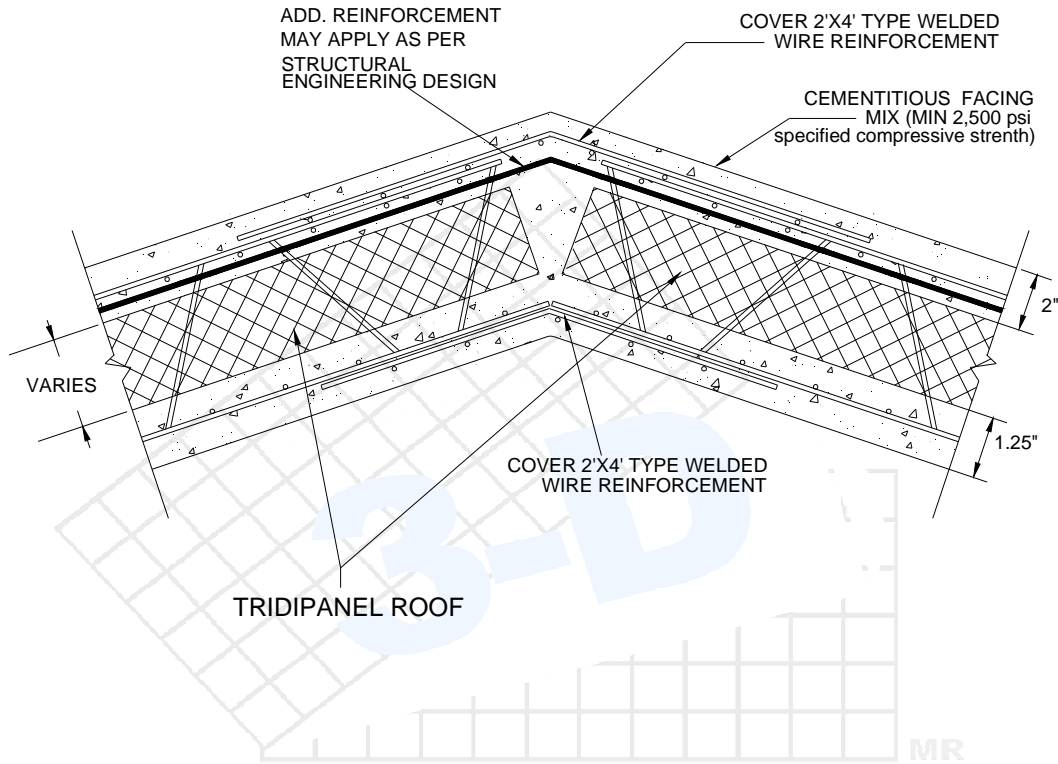 ADD. REINFORCEMENT
MAY APPLY AS PER
STRUCTURAL
ENGINEERING DESIGN
COVER 2'X4' TYPE WELDED
WIRE REINFORCEMENT
CEMENTITIOUS FACING
MIX (MIN 2,500 psi
specified compressive strenth)
2"
VARIES
1.25"
COVER 2'X4' TYPE WELDED
WIRE REINFORCEMENT
3-D
TRIDIPANEL ROOF
MR